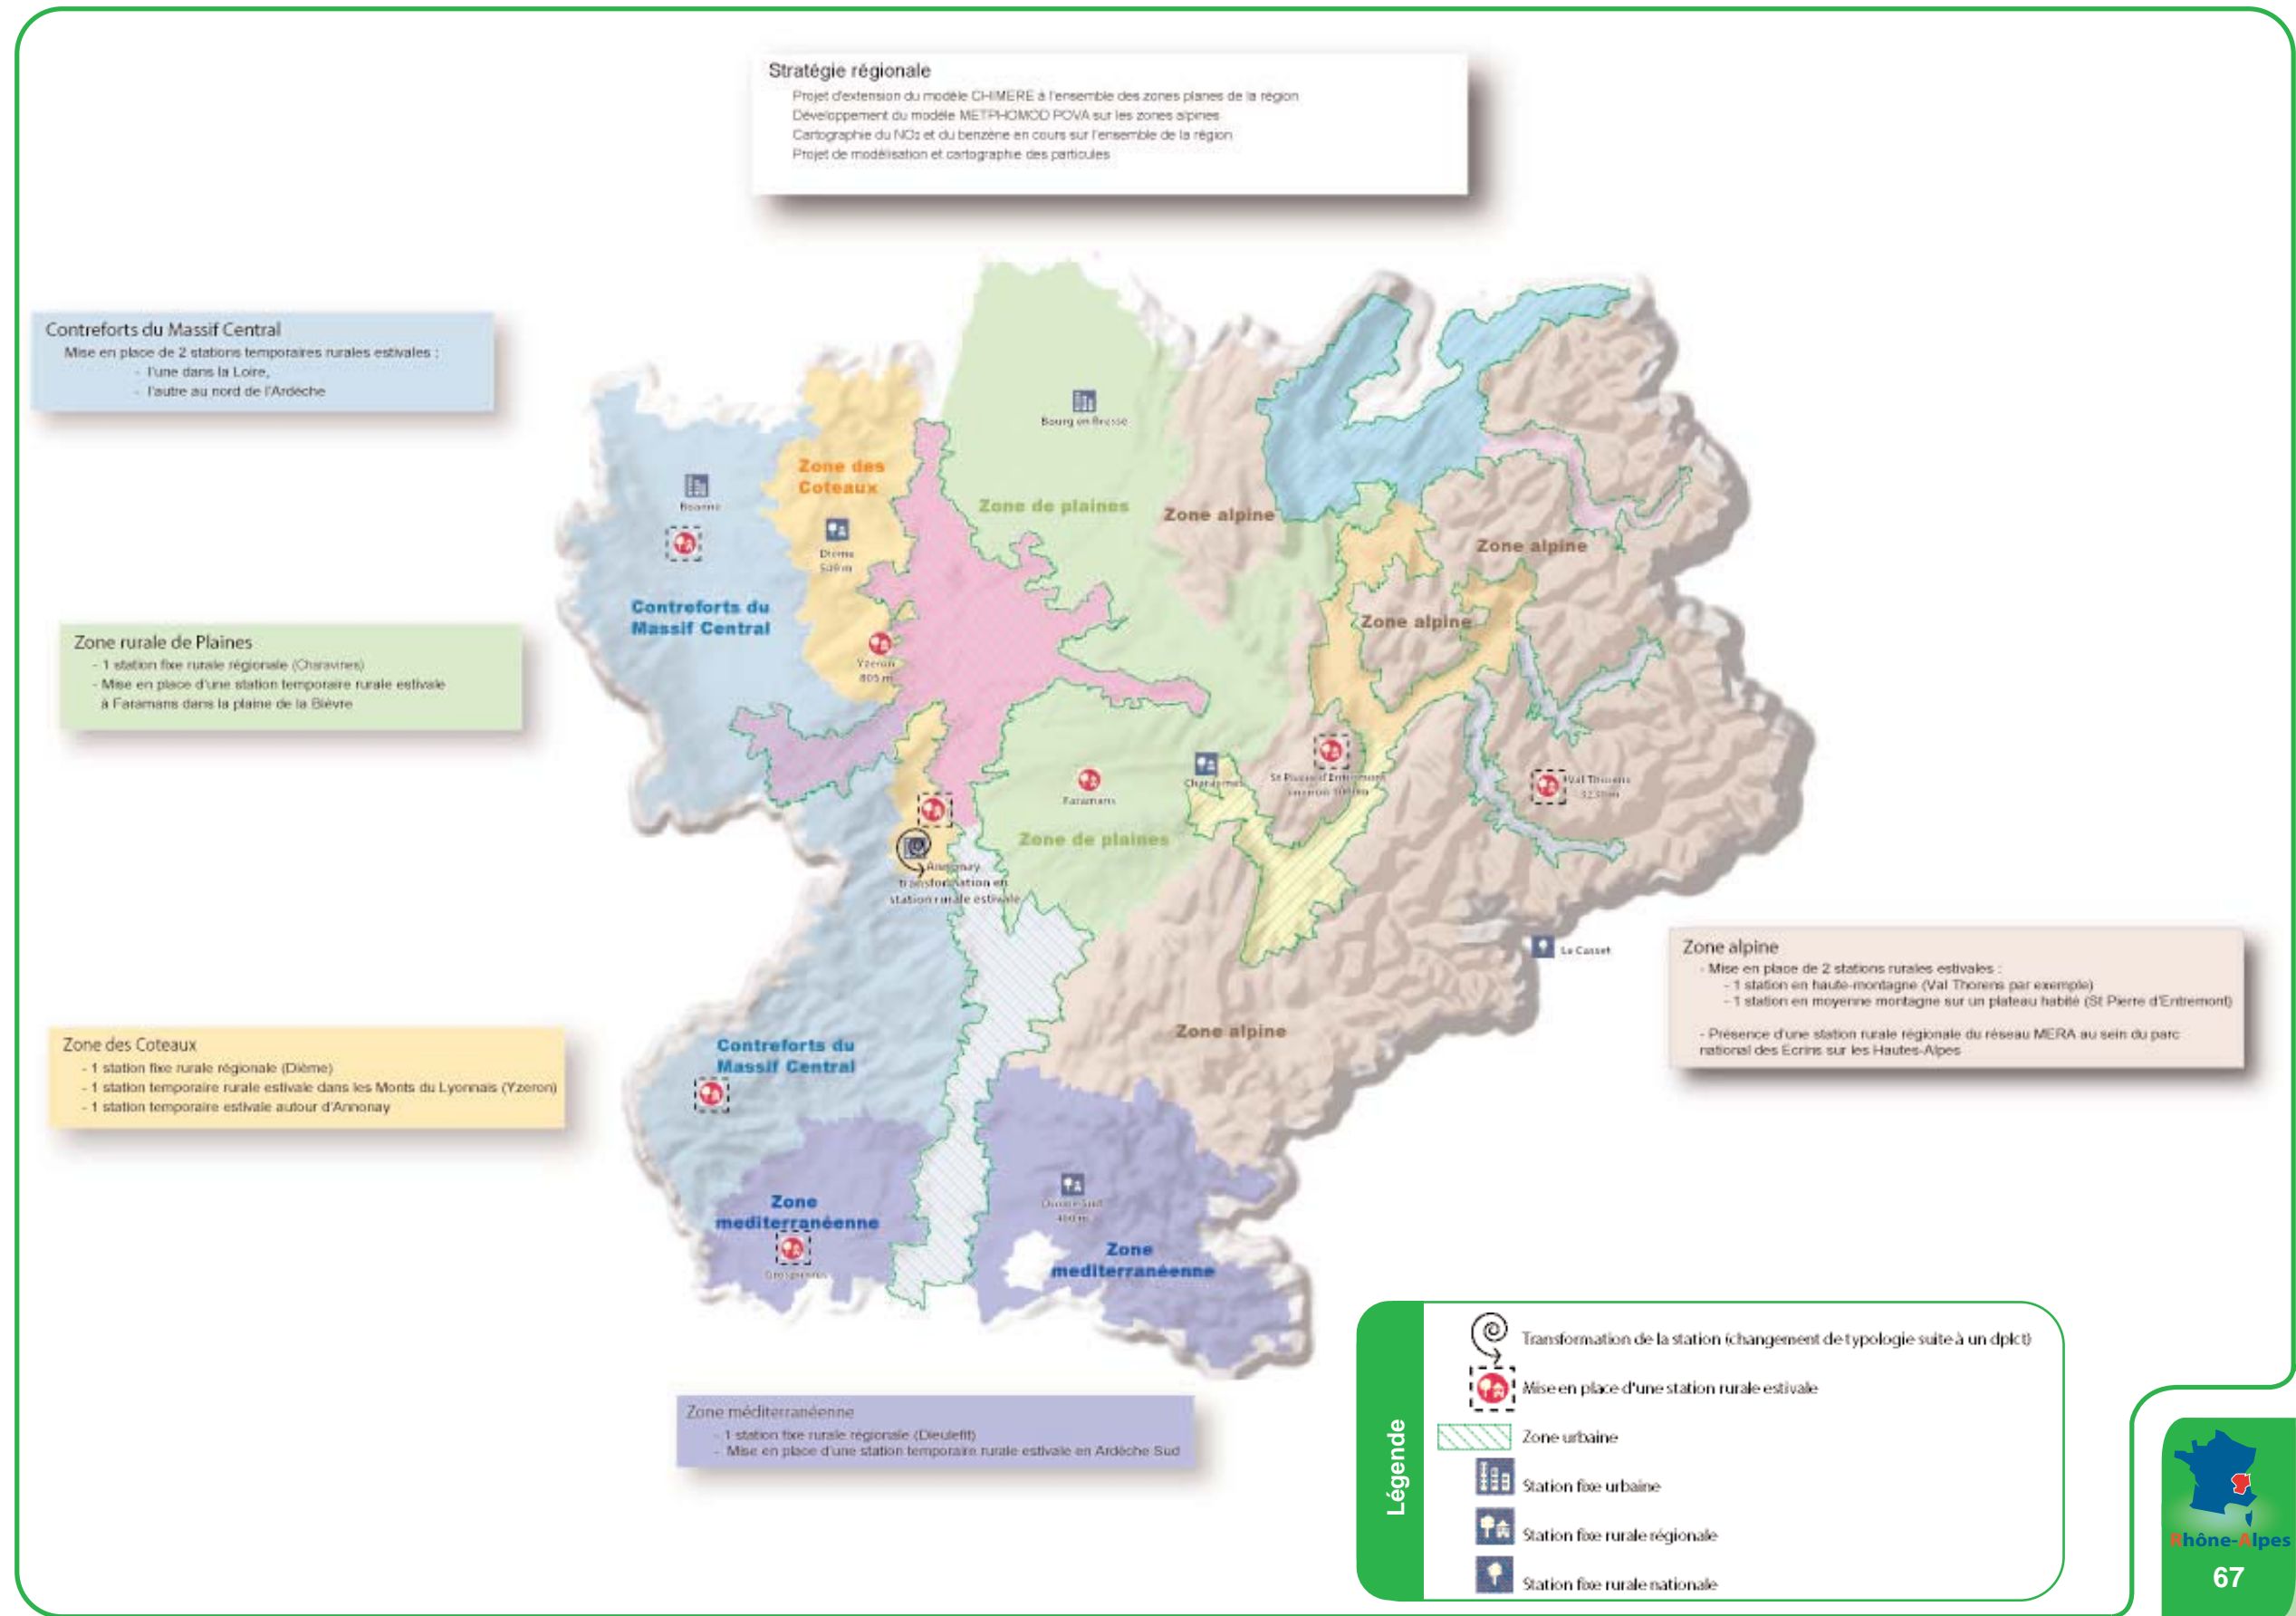 Stratégie régionale
Projet d'extension du modèle CHIMERE à l'ensemble des zones planes de la région
Développement du modèle METPHOMOD POVA sur les zones alpines
Cartographie du NO2 et du benzène en cours sur l'ensemble de la région
Projet de modélisation et cartographie des particules
Contreforts du Massif Central
Mise en place de 2 stations temporaires rurales estivales :
- l'une dans la Loire,
- l'autre au nord de l'Ardèche
Zone rurale de Plaines
- 1 station fixe rurale régionale (Charavines)
- Mise en place d'une station temporaire rurale estivale
à Faramans dans la plaine de la Bièvre
Zone des Coteaux
- 1 station fixe rurale régionale (Dième)
- 1 station temporaire rurale estivale dans les Monts du Lyonnais (Yzeron)
- 1 station temporaire estivale autour d'Annonay
Zone méditerranéenne
- 1 station fixe rurale régionale (Dieulefit)
- Mise en place d'une station temporaire rurale estivale en Ardèche Sud
Zone alpine
- Mise en place de 2 stations rurales estivales :
- 1 station en haute-montagne (Val Thorens par exemple)
- 1 station en moyenne montagne sur un plateau habité (St Pierre d'Entremont)
- Présence d'une station rurale régionale du réseau MERA au sein du parc
national des Ecrins sur les Hautes-Alpes
Bourg en Bresse
Zone des
Coteaux
Roanne
Zone de plaines
Zone alpine
Dième
Zone alpine
Contreforts du
Massif Central
Zone alpine
Yzeron
805 m
St Pierre d'Entremont
Charavines
Val Thorens
Faramans
Zone de plaines
Annonay
transformation en
station rurale estivale
Le Casset
Zone alpine
Contreforts du
Massif Central
Zone
mediterranéenne
Drôme Sud
Zone
mediterranéenne
Légende
Transformation de la station (changement de typologie suite à un dplct)
Mise en place d'une station rurale estivale
Zone urbaine
Station fixe urbaine
Station fixe rurale régionale
Station fixe rurale nationale
Rhône-Alpes
67